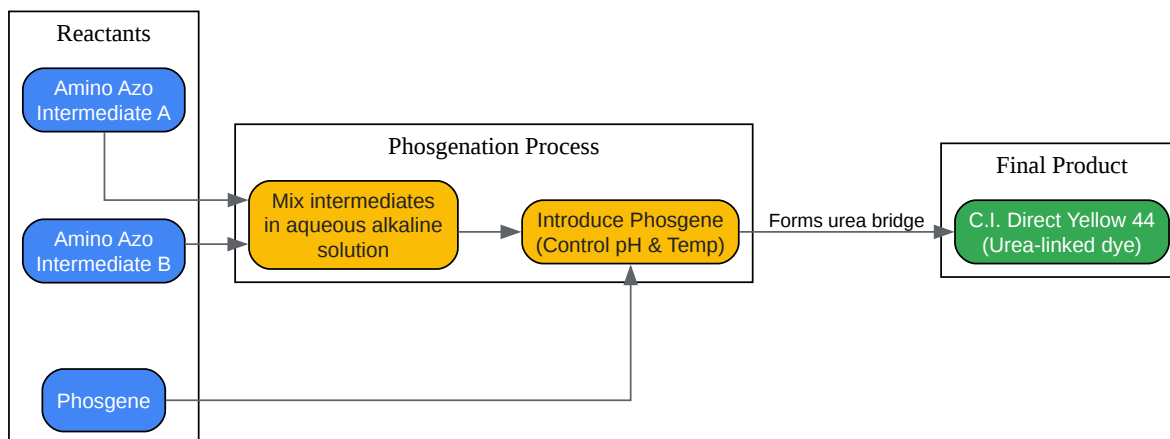 Reactants
Amino Azo
Intermediate A
Amino Azo
Intermediate B
Phosgene
Phosgenation Process
Mix intermediates
in aqueous alkaline
solution
Introduce Phosgene
(Control pH & Temp)
Forms urea bridge
Final Product
C.I. Direct Yellow 44
(Urea-linked dye)